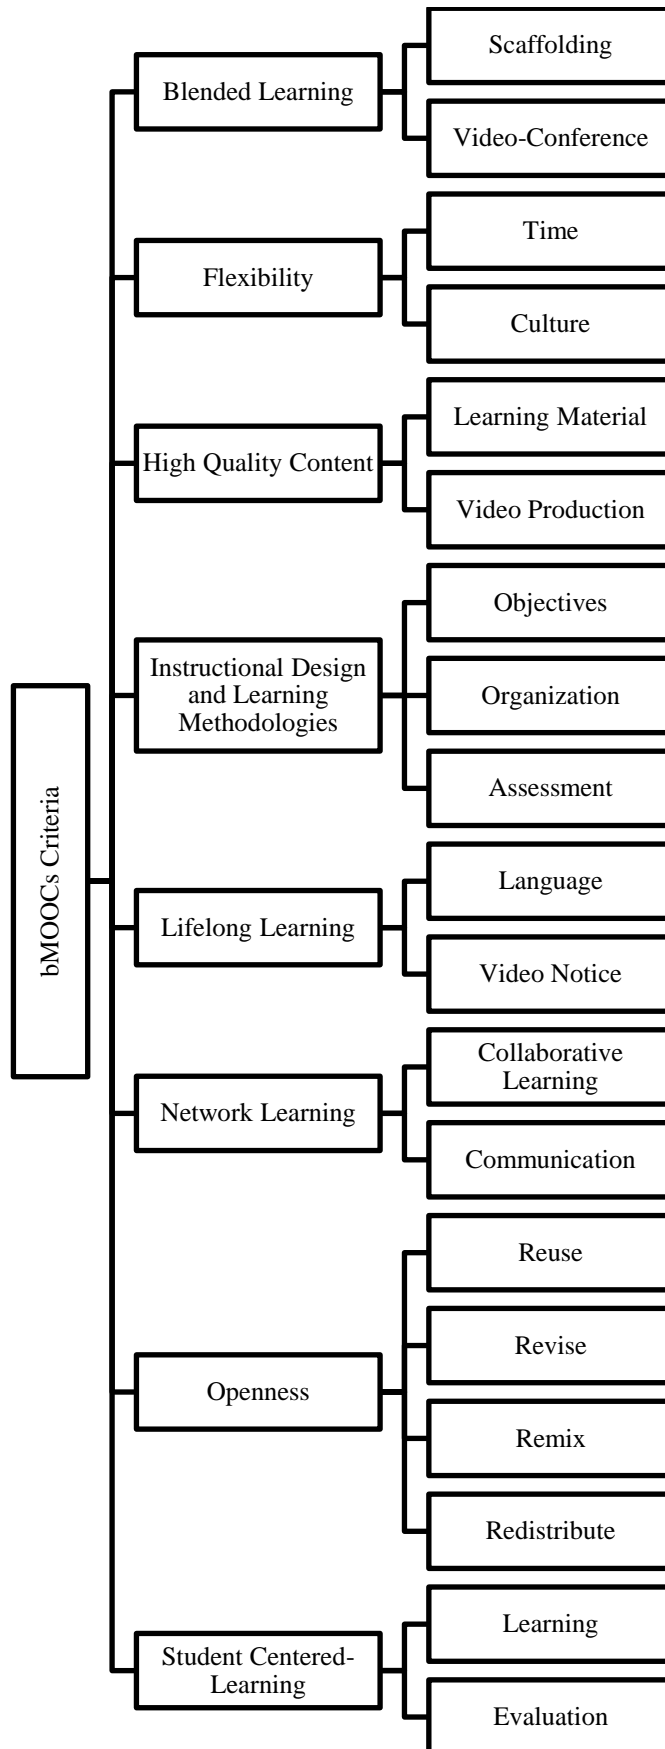 bMOOCs Criteria
Blended Learning
Scaffolding
Video-Conference
Flexibility
Time
Culture
High Quality Content
Learning Material
Video Production
Instructional Design
and Learning
Methodologies
Objectives
Organization
Assessment
Lifelong Learning
Language
Video Notice
Network Learning
Collaborative
Learning
Communication
Openness
Reuse
Revise
Remix
Redistribute
Student Centered-
Learning
Learning
Evaluation